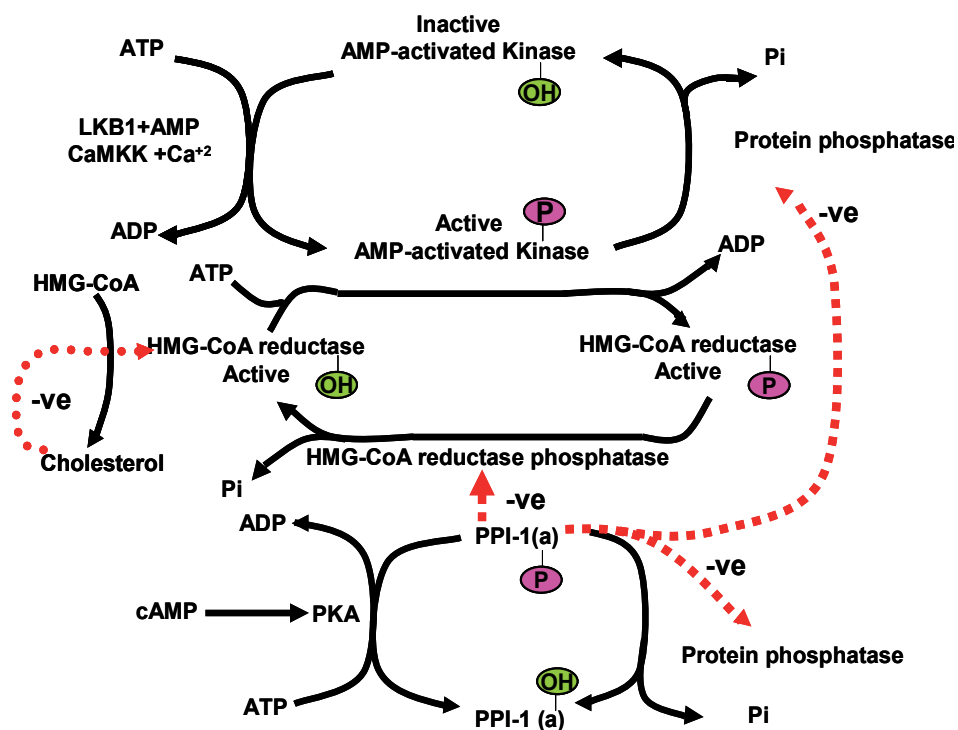 Inactive
ATP
AMP-activated Kinase
Pi
OH
LKB1+AMP
CaMKK +Ca⁺²
Protein phosphatase
P
-ve
Active
ADP
AMP-activated Kinase
ADP
ATP
HMG-CoA
HMG-CoA reductase
Active
OH
HMG-CoA reductase
Active
P
-ve
Cholesterol
HMG-CoA reductase phosphatase
Pi
-ve
ADP
PPI-1(a)
P
-ve
cAMP
PKA
Protein phosphatase
OH
ATP
PPI-1 (a)
Pi